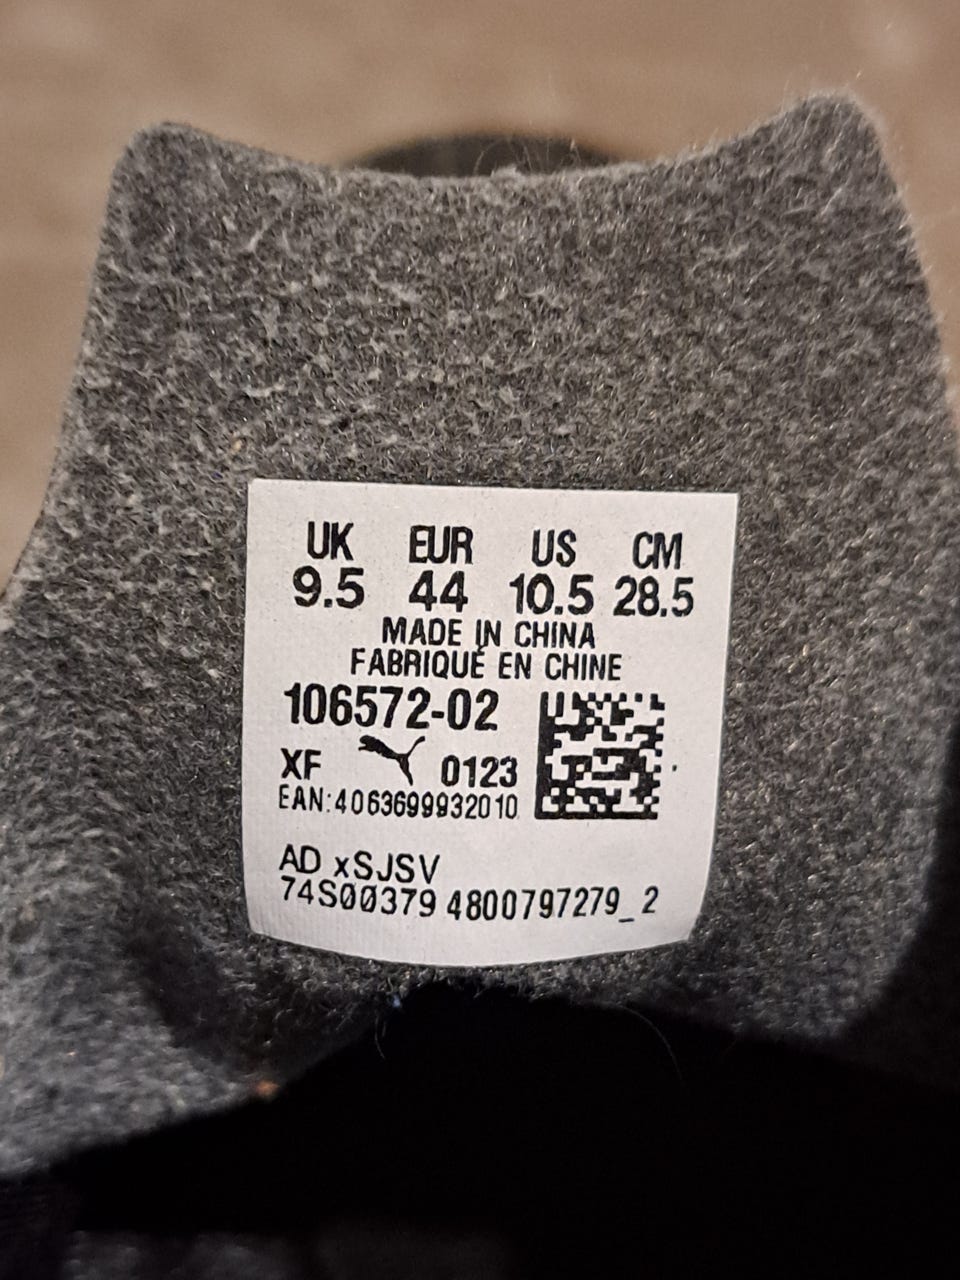 UK EUR US CM
9.5 44 10.5 28.5
MADE IN CHINA
FABRIQUÉ EN CHINE
106572-02
XF 0123
EAN:4063699932010
AD xSJSV
74S00379 4800797279_2